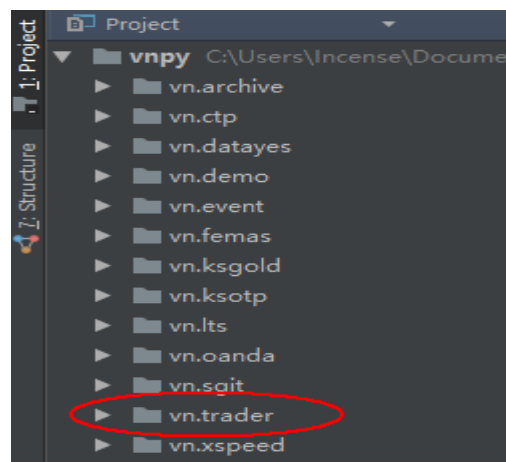 1: Project
7: Structure
Project
vnpy C:\Users\Incense\Docume
vn.archive
vn.ctp
vn.datayes
vn.demo
vn.event
vn.femas
vn.ksgold
vn.ksotp
vn.lts
vn.oanda
vn.sgit
vn.trader
vn.xspeed